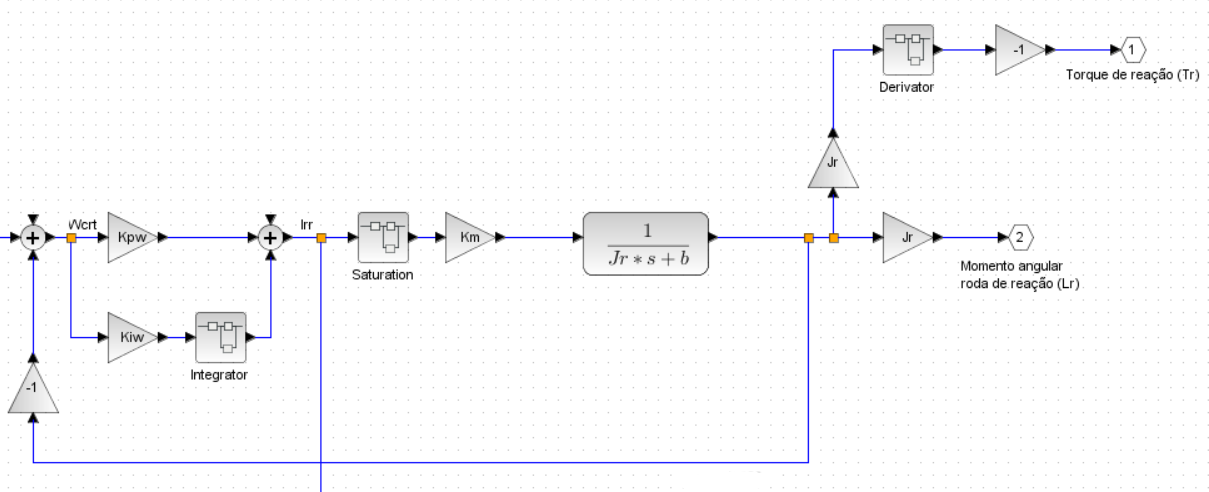 -1
1
Derivator
Torque de reação (Tr)
Jr
Wcrt
Kpw
Irr
Km
1
Jr ∗ s + b
Jr
2
Saturation
Momento angular
roda de reação (Lr)
Kiw
Integrator
-1